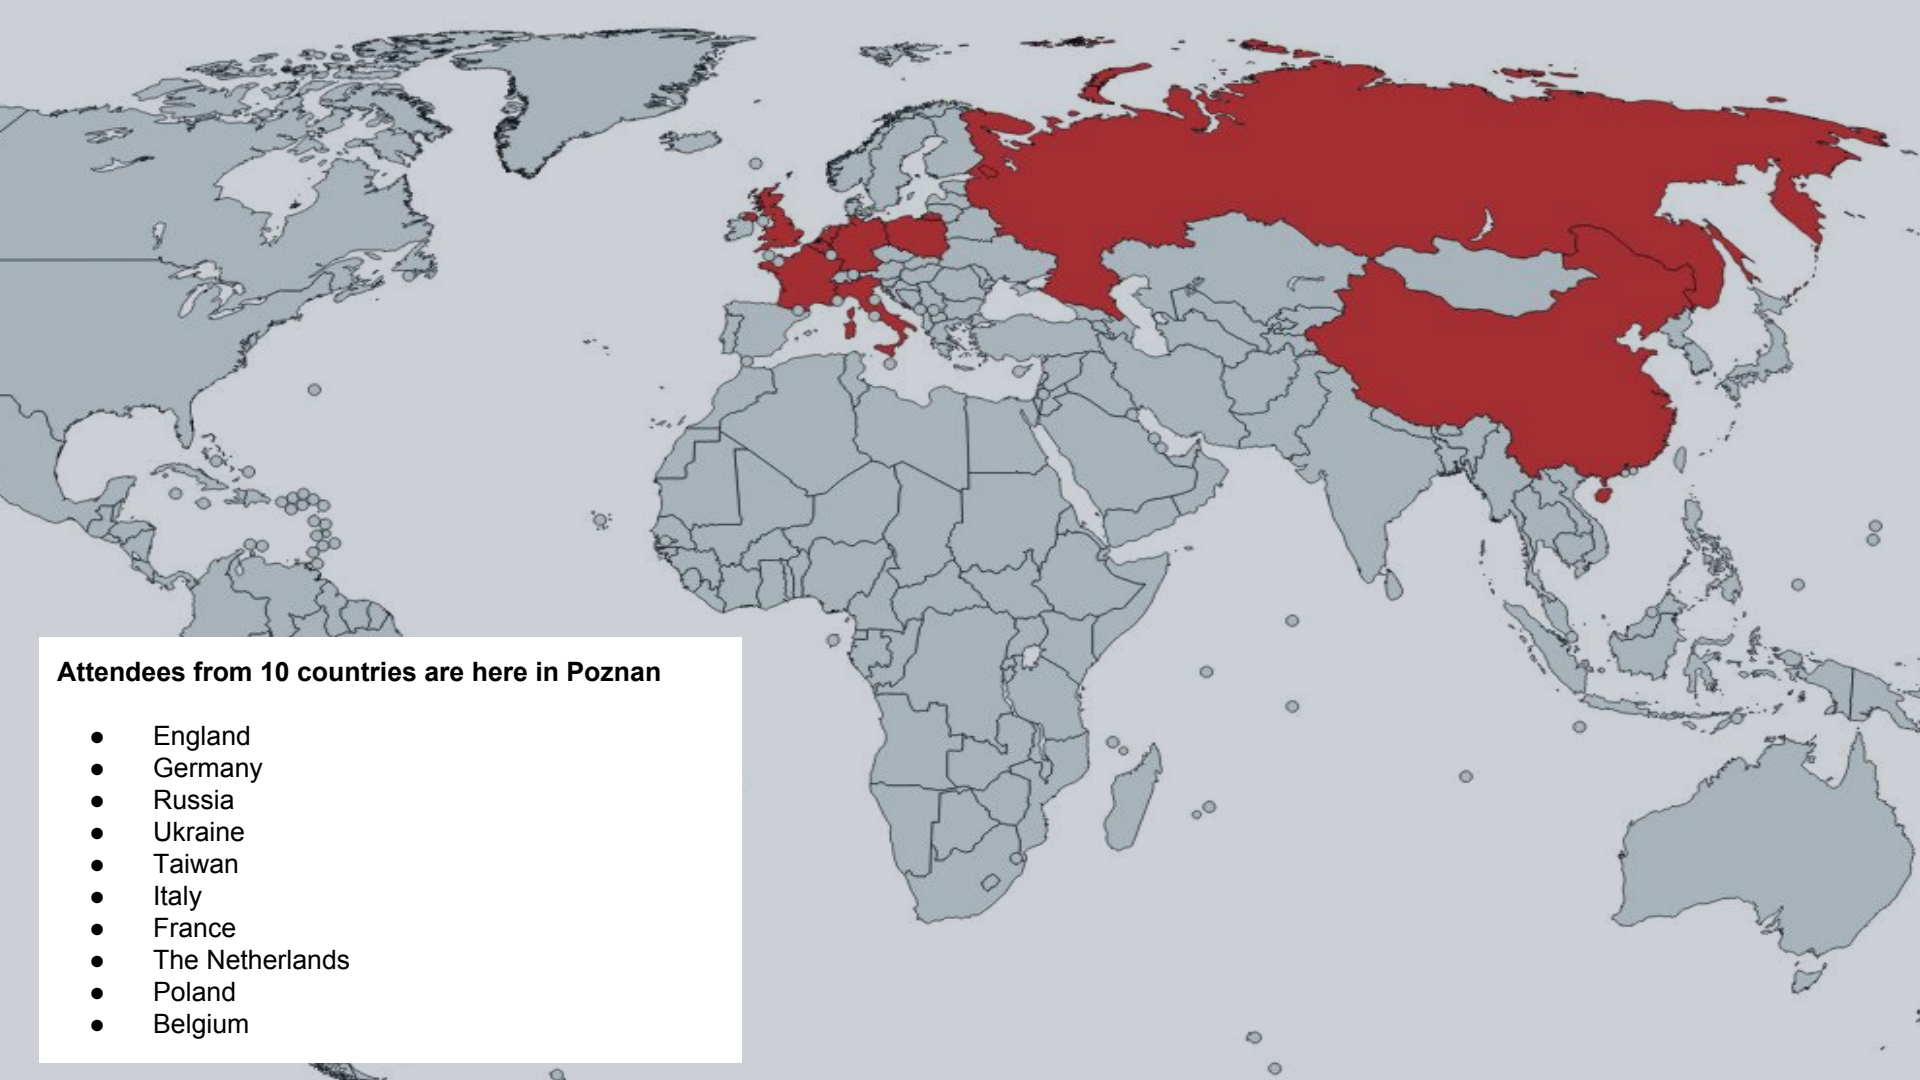 Attendees from 10 countries are here in Poznan
● England
● Germany
● Russia
● Ukraine
● Taiwan
● Italy
● France
● The Netherlands
● Poland
● Belgium